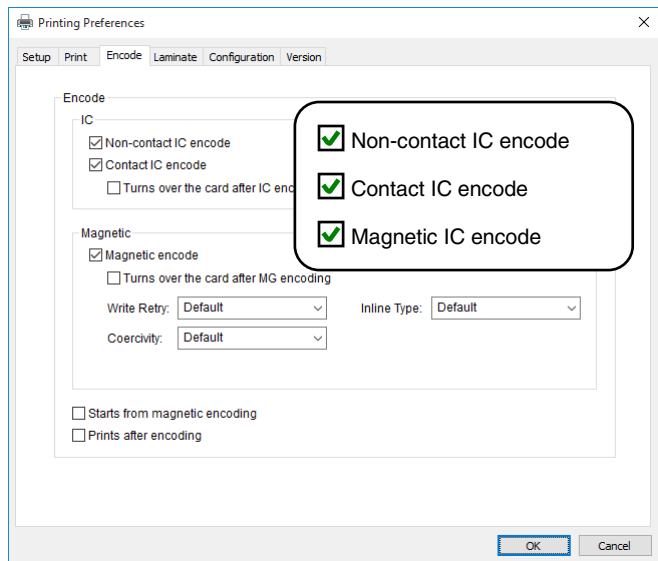 Printing Preferences
Setup Print Encode Laminate Configuration Version
Encode
IC
Non-contact IC encode
Contact IC encode
Turns over the card after IC
Non-contact IC encode
Contact IC encode
Magnetic IC encode
Magnetic
Magnetic encode
Turns over the card after MG encoding
Write Retry: Default Inline Type: Default
Coercivity: Default
Starts from magnetic encoding
Prints after encoding
OK Cancel